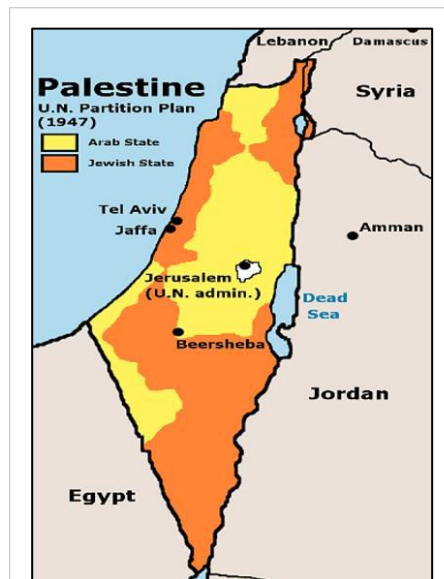 Lebanon
Damascus
Palestine
U.N. Partition Plan
(1947)
Syria
Arab State
Jewish State
Tel Aviv
Jaffa
Amman
Jerusalem
(U.N. admin.)
Dead
Sea
Beersheba
Jordan
Egypt